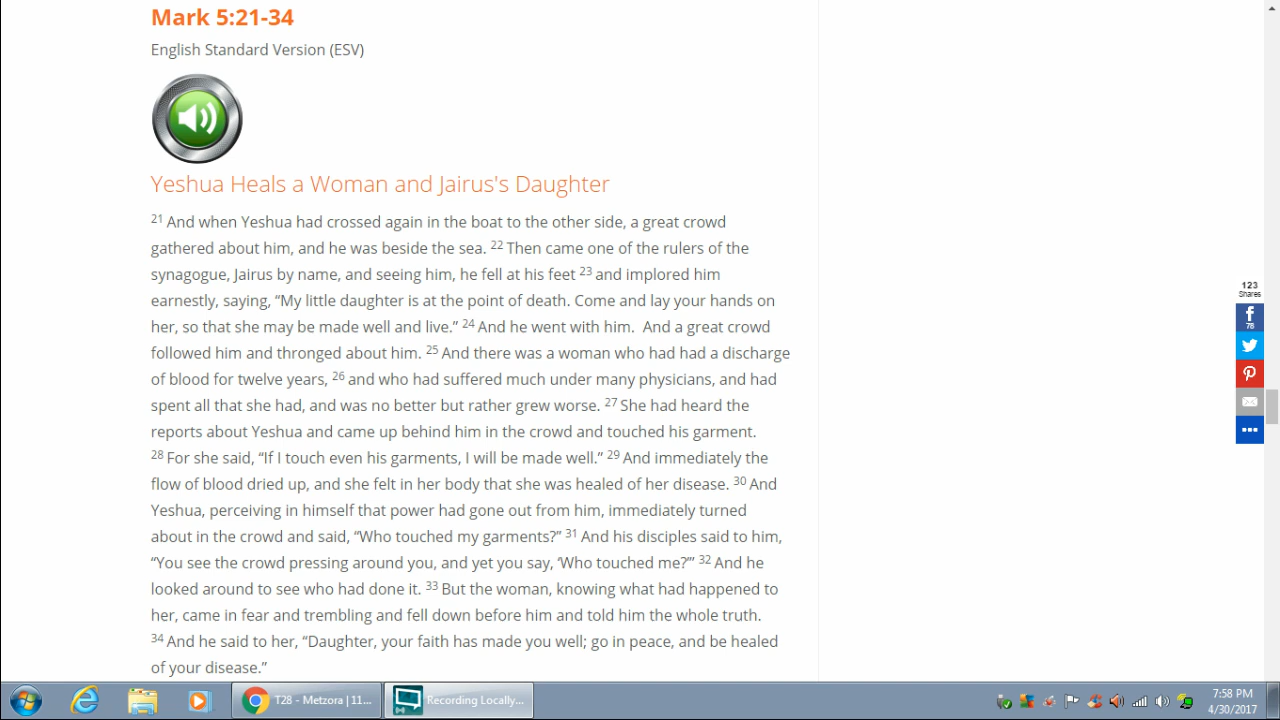 Mark 5:21-34
English Standard Version (ESV)
Yeshua Heals a Woman and Jairus's Daughter
21 And when Yeshua had crossed again in the boat to the other side, a great crowd
gathered about him, and he was beside the sea. 22 Then came one of the rulers of the
synagogue, Jairus by name, and seeing him, he fell at his feet 23 and implored him
earnestly, saying, “My little daughter is at the point of death. Come and lay your hands on
her, so that she may be made well and live.” 24 And he went with him.  And a great crowd
followed him and thronged about him. 25 And there was a woman who had had a discharge
of blood for twelve years, 26 and who had suffered much under many physicians, and had
spent all that she had, and was no better but rather grew worse. 27 She had heard the
reports about Yeshua and came up behind him in the crowd and touched his garment.
28 For she said, “If I touch even his garments, I will be made well.” 29 And immediately the
flow of blood dried up, and she felt in her body that she was healed of her disease. 30 And
Yeshua, perceiving in himself that power had gone out from him, immediately turned
about in the crowd and said, “Who touched my garments?” 31 And his disciples said to him,
“You see the crowd pressing around you, and yet you say, ‘Who touched me?’” 32 And he
looked around to see who had done it. 33 But the woman, knowing what had happened to
her, came in fear and trembling and fell down before him and told him the whole truth.
34 And he said to her, “Daughter, your faith has made you well; go in peace, and be healed
of your disease.”
123
Shares
78
T28 - Metzora | 11...
Recording Locally...
7:58 PM
4/30/2017